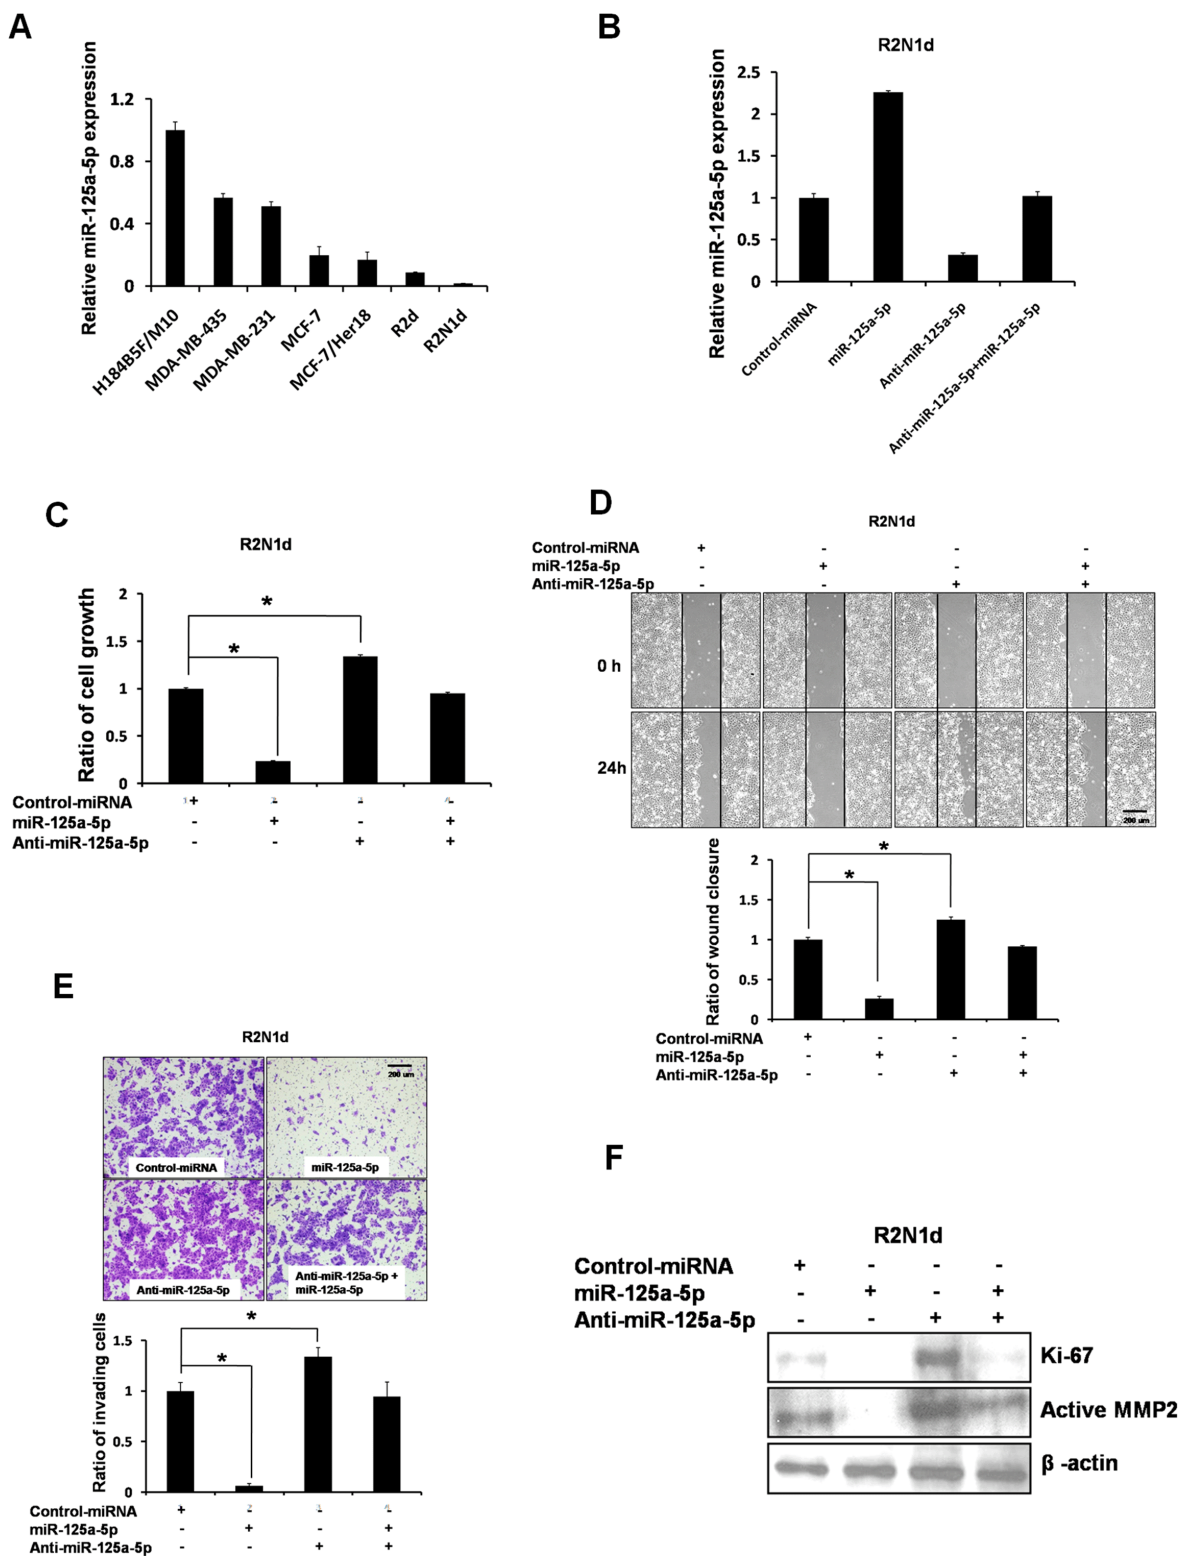 A
Relative miR-125a-5p expression
1.2
0.8
0.4
0
H184B5F/M10
MDA-MB-435
MDA-MB-231
MCF-7
MCF-7/Her18
R2d
R2N1d
B
R2N1d
Relative miR-125a-5p expression
2.5
2
1.5
1
0.5
0
Control-miRNA
miR-125a-5p
Anti-miR-125a-5p
Anti-miR-125a-5p+miR-125a-5p
C
R2N1d
Ratio of cell growth
2
1.5
1
0.5
0
* *
Control-miRNA + - - -
miR-125a-5p - + - +
Anti-miR-125a-5p - - + +
D
R2N1d
Control-miRNA + - - -
miR-125a-5p - + - +
Anti-miR-125a-5p - - + +
0 h
24h
200 um
Ratio of wound closure
2
1.5
1
0.5
0
* *
Control-miRNA + - - -
miR-125a-5p - + - +
Anti-miR-125a-5p - - + +
E
R2N1d
200 um
Control-miRNA
miR-125a-5p
Anti-miR-125a-5p
Anti-miR-125a-5p +
miR-125a-5p
Ratio of invading cells
1.5
1
0.5
0
* *
Control-miRNA + - - -
miR-125a-5p - + - +
Anti-miR-125a-5p - - + +
F
R2N1d
Control-miRNA + - - -
miR-125a-5p - + - +
Anti-miR-125a-5p - - + +
Ki-67
Active MMP2
β -actin